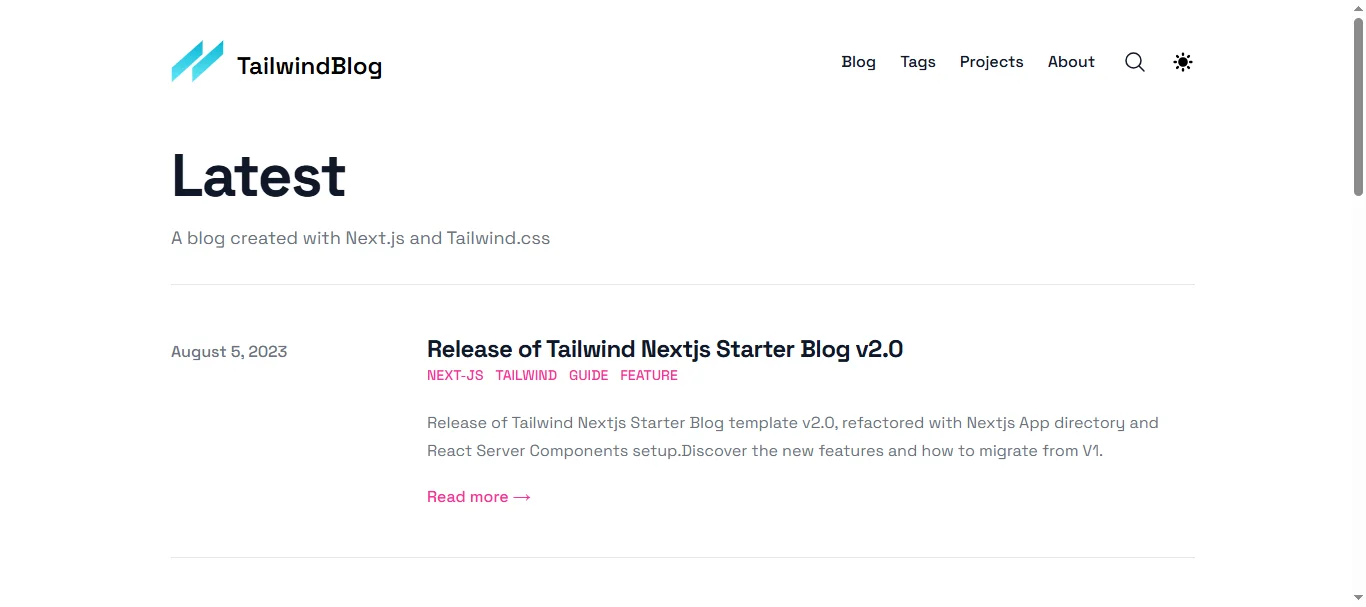 TailwindBlog
Blog Tags Projects About
Latest
A blog created with Next.js and Tailwind.css
August 5, 2023
Release of Tailwind Nextjs Starter Blog v2.0
NEXT-JS TAILWIND GUIDE FEATURE
Release of Tailwind Nextjs Starter Blog template v2.0, refactored with Nextjs App directory and
React Server Components setup.Discover the new features and how to migrate from V1.
Read more →